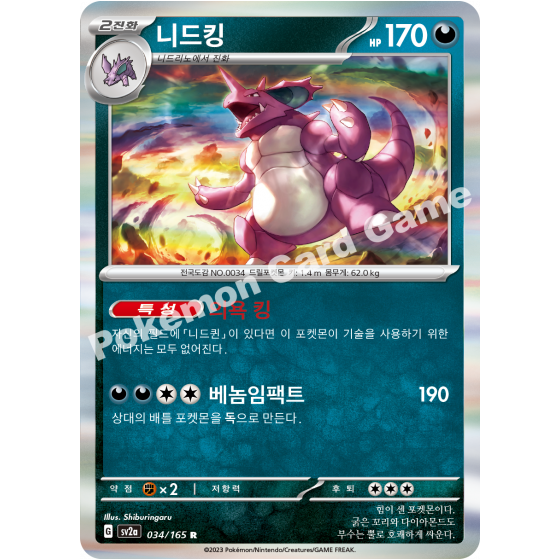 2진화
니드킹
HP 170
니드리노에서 진화
전국도감 NO.0034 드릴포켓몬 키: 1.4 m 몸무게: 62.0 kg
특성 의욕 킹
자신의 필드에 「니드퀸」이 있다면 이 포켓몬이 기술을 사용하기 위한
에너지는 모두 없어진다.
베놈임팩트 190
상대의 배틀 포켓몬을 독으로 만든다.
약점 ×2 저항력 후퇴
Illus. Shiburingaru
G sv2a 034/165 R
힘이 센 포켓몬이다.
굵은 꼬리와 다이아몬드도
부수는 뿔로 호쾌하게 싸운다.
©2023 Pokémon/Nintendo/Creatures/GAME FREAK.
Pokémon Card Game